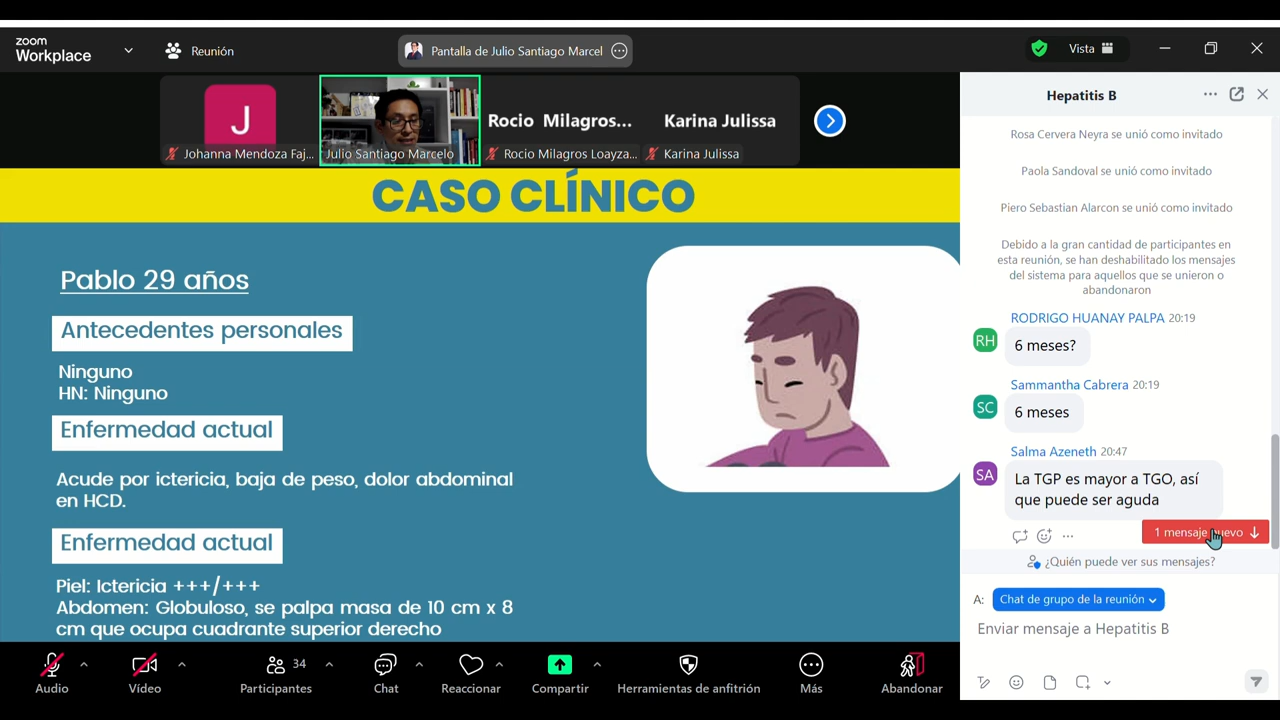 zoom
Workplace
Reunión
Pantalla de Julio Santiago Marcel
Vista
J
Johanna Mendoza Faj...
Julio Santiago Marcelo
Rocio Milagros...
Rocio Milagros Loayza...
Karina Julissa
Karina Julissa
CASO CLÍNICO
Pablo 29 años
Antecedentes personales
Ninguno
HN: Ninguno
Enfermedad actual
Acude por ictericia, baja de peso, dolor abdominal
en HCD.
Enfermedad actual
Piel: Ictericia +++/+++
Abdomen: Globuloso, se palpa masa de 10 cm x 8
cm que ocupa cuadrante superior derecho
Hepatitis B
Rosa Cervera Neyra se unió como invitado
Paola Sandoval se unió como invitado
Piero Sebastian Alarcon se unió como invitado
Debido a la gran cantidad de participantes en
esta reunión, se han deshabilitado los mensajes
del sistema para aquellos que se unieron o
abandonaron
RODRIGO HUANAY PALPA 20:19
RH
6 meses?
Sammantha Cabrera 20:19
SC
6 meses
Salma Azeneth 20:47
SA
La TGP es mayor a TGO, así
que puede ser aguda
1 mensaje nuevo
¿Quién puede ver sus mensajes?
A: Chat de grupo de la reunión
Enviar mensaje a Hepatitis B
Audio
Vídeo
34
Participantes
Chat
Reaccionar
Compartir
Herramientas de anfitrión
Más
Abandonar